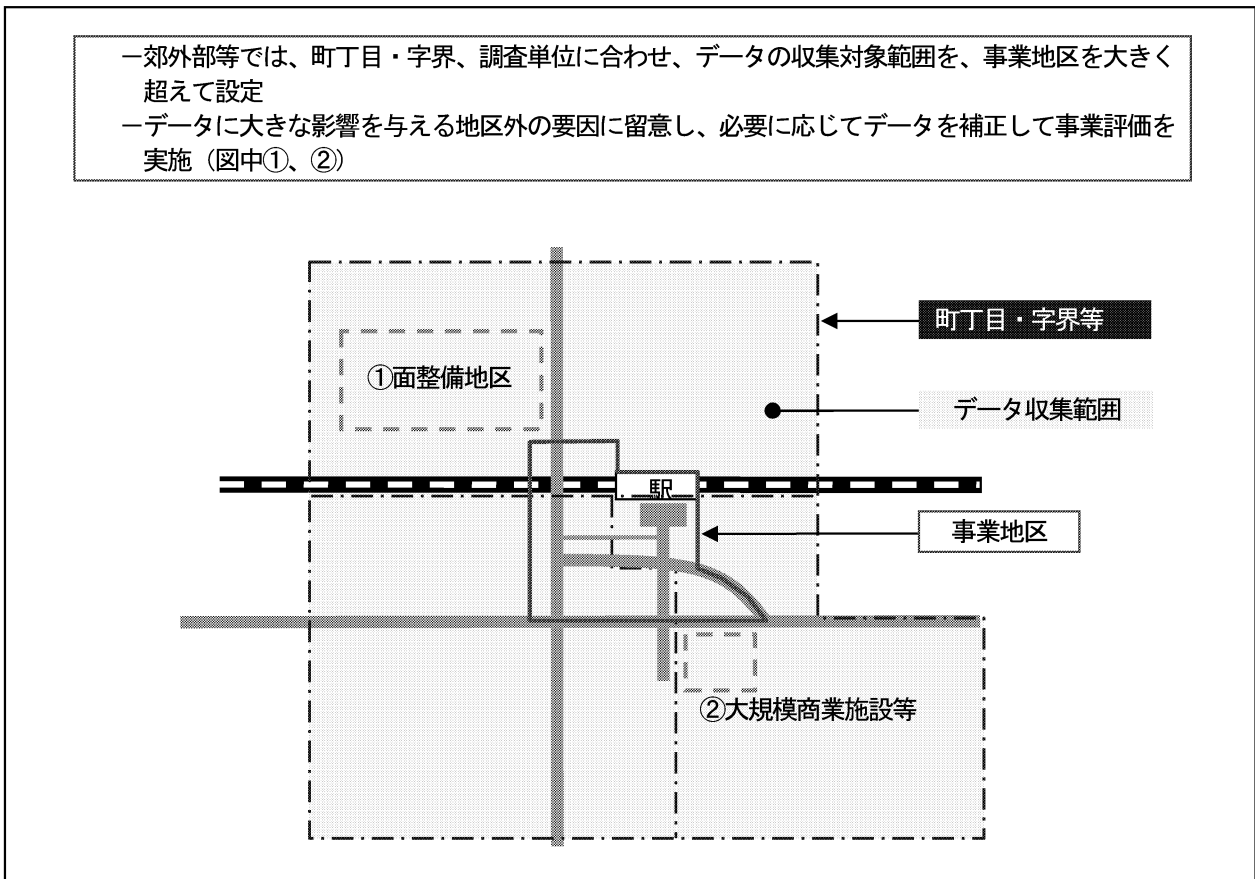 －郊外部等では、町丁目・字界、調査単位に合わせ、データの収集対象範囲を、事業地区を大きく
超えて設定
－データに大きな影響を与える地区外の要因に留意し、必要に応じてデータを補正して事業評価を
実施（図中①、②）
町丁目・字界等
①面整備地区
データ収集範囲
駅
事業地区
②大規模商業施設等